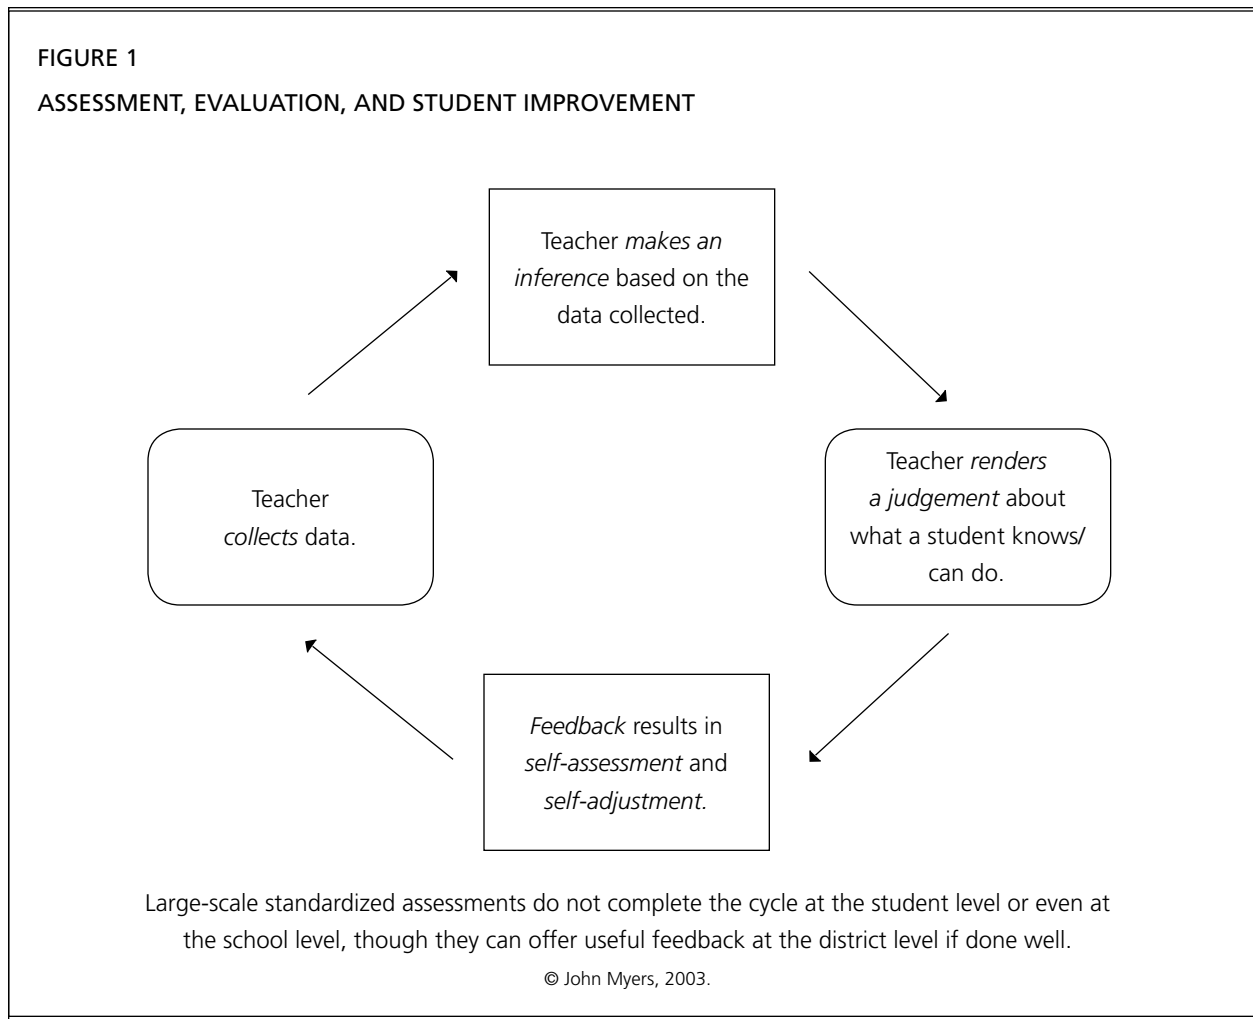 FIGURE 1
ASSESSMENT, EVALUATION, AND STUDENT IMPROVEMENT
Teacher makes an
inference based on the
data collected.
Teacher
collects data.
Teacher renders
a judgement about
what a student knows/
can do.
Feedback results in
self-assessment and
self-adjustment.
Large-scale standardized assessments do not complete the cycle at the student level or even at
the school level, though they can offer useful feedback at the district level if done well.
© John Myers, 2003.